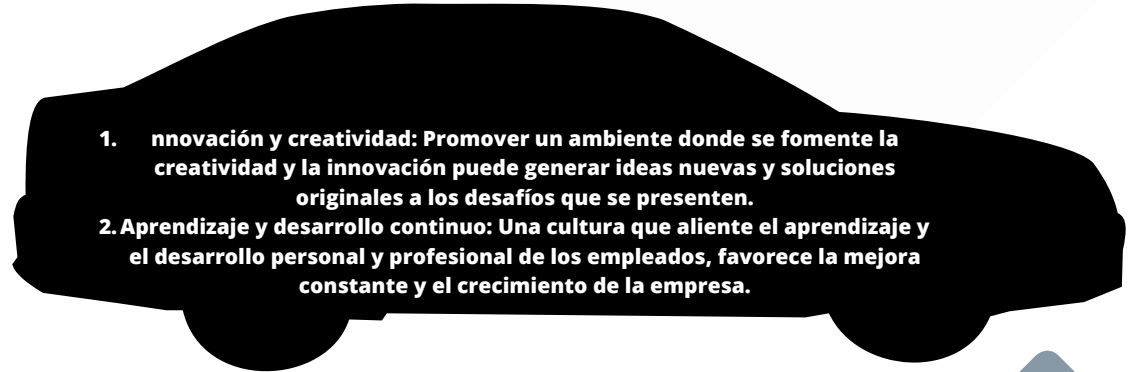 1. nnovación y creatividad: Promover un ambiente donde se fomente la
creatividad y la innovación puede generar ideas nuevas y soluciones
originales a los desafíos que se presenten.
2. Aprendizaje y desarrollo continuo: Una cultura que aliente el aprendizaje y
el desarrollo personal y profesional de los empleados, favorece la mejora
constante y el crecimiento de la empresa.